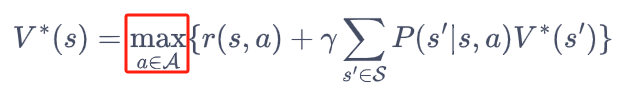 V*(s) = max_{a∈𝒜}{r(s,a) + γ∑_{s′∈𝒮} P(s′|s,a)V*(s′)}